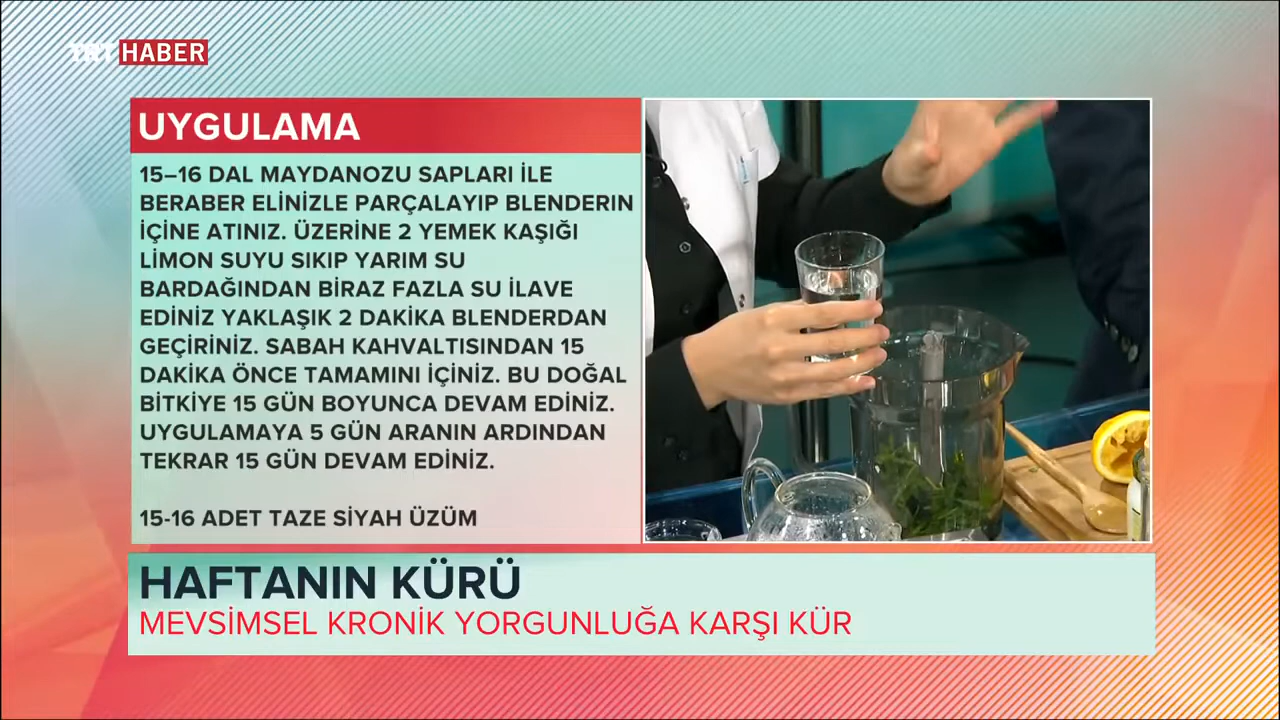 TRT HABER
UYGULAMA
15–16 DAL MAYDANOZU SAPLARI İLE
BERABER ELİNİZLE PARÇALAYIP BLENDERIN
İÇİNE ATINIZ. ÜZERİNE 2 YEMEK KAŞIĞI
LİMON SUYU SIKIP YARIM SU
BARDAĞINDAN BİRAZ FAZLA SU İLAVE
EDİNİZ YAKLAŞIK 2 DAKİKA BLENDERDAN
GEÇİRİNİZ. SABAH KAHVALTISINDAN 15
DAKİKA ÖNCE TAMAMINI İÇİNİZ. BU DOĞAL
BİTKİYE 15 GÜN BOYUNCA DEVAM EDİNİZ.
UYGULAMAYA 5 GÜN ARANIN ARDINDAN
TEKRAR 15 GÜN DEVAM EDİNİZ.
15-16 ADET TAZE SİYAH ÜZÜM
HAFTANIN KÜRÜ
MEVSİMSEL KRONİK YORGUNLUĞA KARŞI KÜR